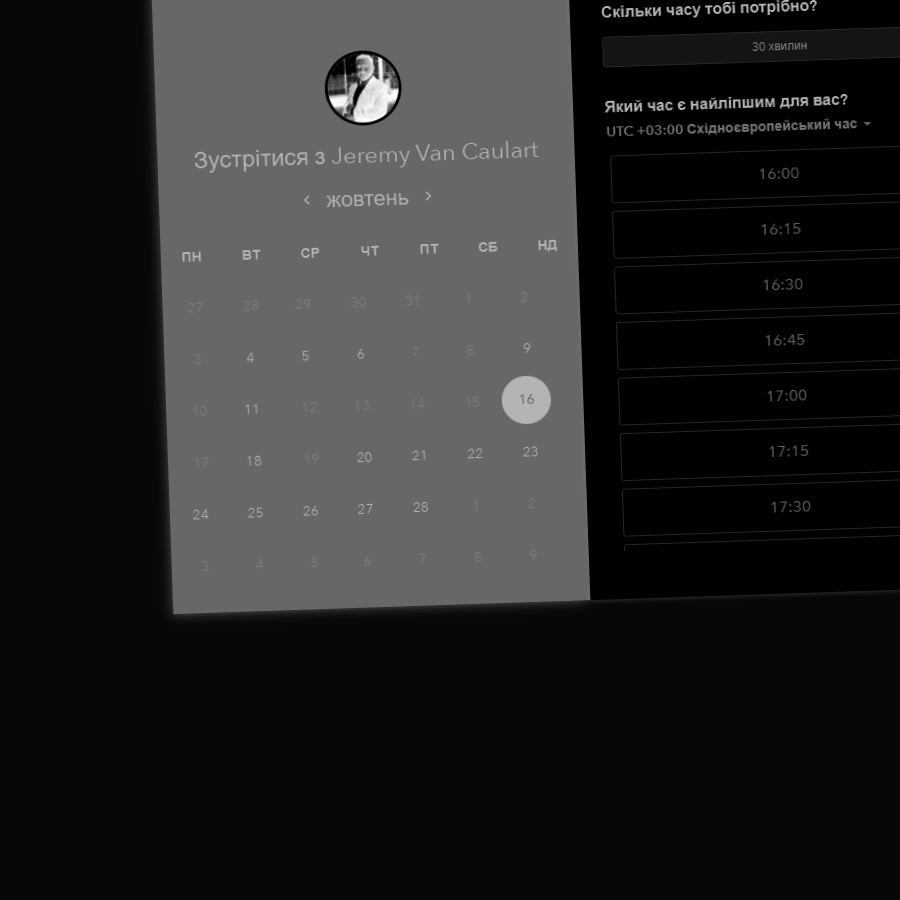 Зустрітися з Jeremy Van Caulart
жовтень
ПН ВТ СР ЧТ ПТ СБ НД
27 28 29 30 31 1 2
3 4 5 6 7 8 9
10 11 12 13 14 15 16
17 18 19 20 21 22 23
24 25 26 27 28 1 2
3 4 5 6 7 8 9
Скільки часу тобі потрібно?
30 хвилин
Який час є найліпшим для вас?
UTC +03:00 Східноєвропейський час
16:00
16:15
16:30
16:45
17:00
17:15
17:30